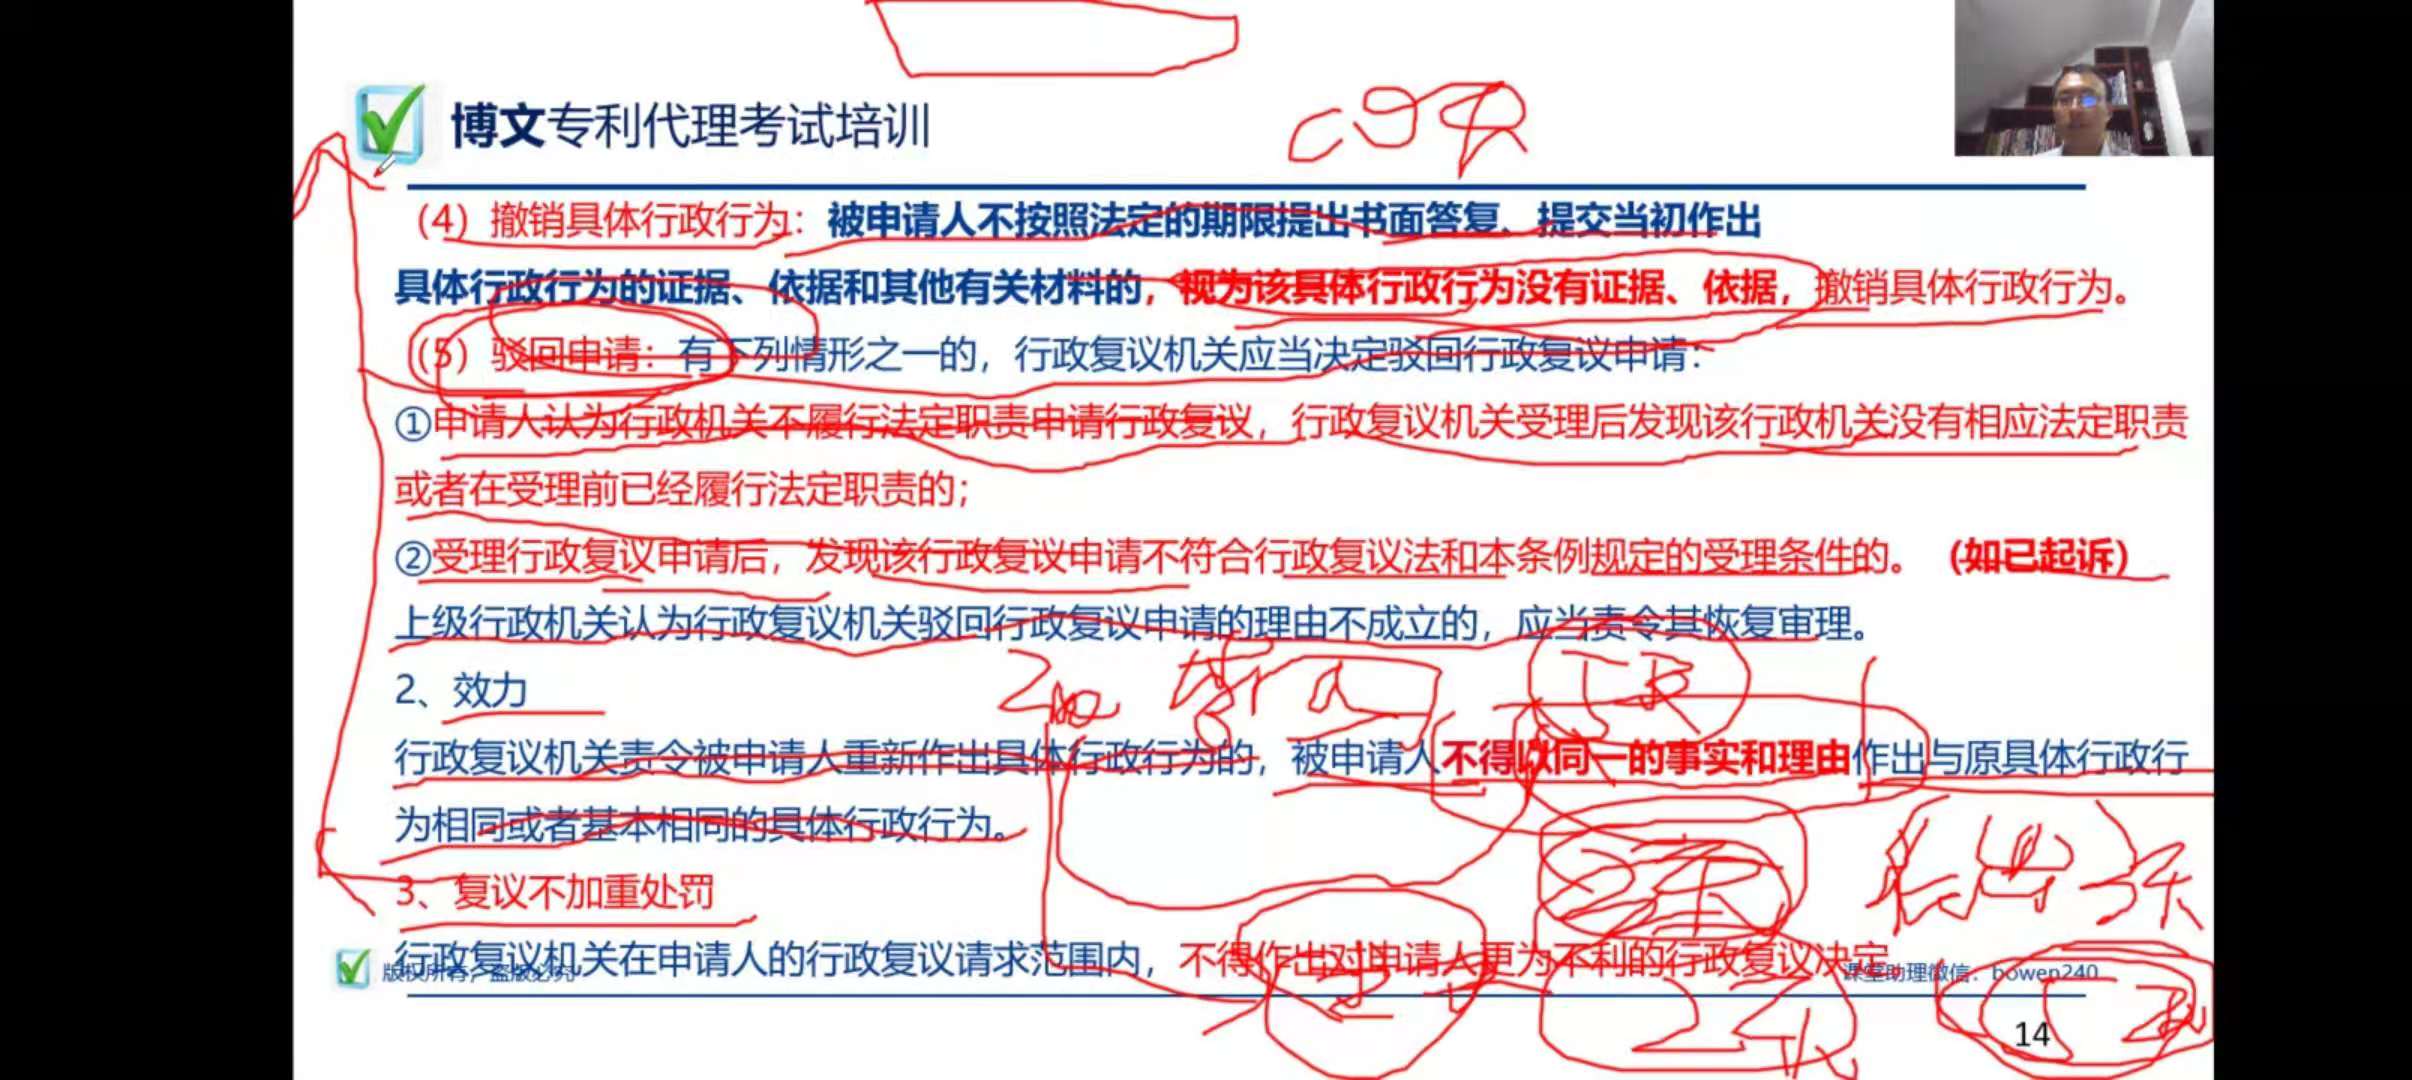 博文专利代理考试培训
（4）撤销具体行政行为：被申请人不按照法定的期限提出书面答复、提交当初作出
具体行政行为的证据、依据和其他有关材料的，视为该具体行政行为没有证据、依据，撤销具体行政行为。
（5）驳回申请：有下列情形之一的，行政复议机关应当决定驳回行政复议申请：
①申请人认为行政机关不履行法定职责申请行政复议，行政复议机关受理后发现该行政机关没有相应法定职责
或者在受理前已经履行法定职责的；
②受理行政复议申请后，发现该行政复议申请不符合行政复议法和本条例规定的受理条件的。（如已起诉）
上级行政机关认为行政复议机关驳回行政复议申请的理由不成立的，应当责令其恢复审理。
2、效力
行政复议机关责令被申请人重新作出具体行政行为的，被申请人不得以同一的事实和理由作出与原具体行政行
为相同或者基本相同的具体行政行为。
3、复议不加重处罚
行政复议机关在申请人的行政复议请求范围内，不得作出对申请人更为不利的行政复议决定
版权所有，盗版必究
课堂助理微信：bowen240
14